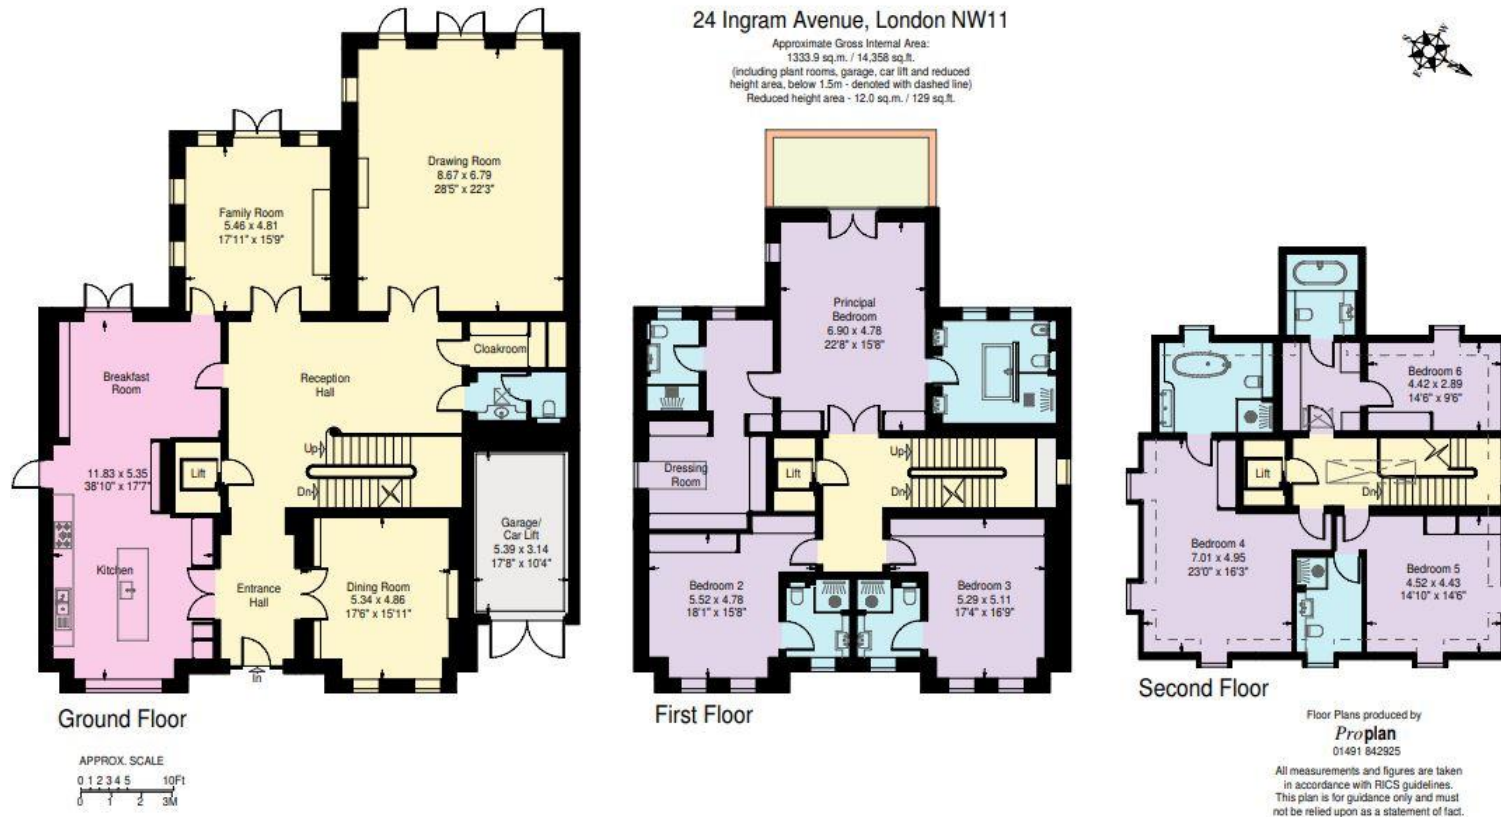 24 Ingram Avenue, London NW11
Approximate Gross Internal Area:
1333.9 sq.m. / 14,358 sq.ft.
(including plant rooms, garage, car lift and reduced
height area, below 1.5m - denoted with dashed line)
Reduced height area - 12.0 sq.m. / 129 sq.ft.
Drawing Room
8.67 x 6.79
28'5" x 22'3"
Family Room
5.46 x 4.81
17'11" x 15'9"
Breakfast
Room
Reception
Hall
Cloakroom
11.83 x 5.35
38'10" x 17'7"
Lift
Up
Dn
Kitchen
Entrance
Hall
Dining Room
5.34 x 4.86
17'6" x 15'11"
Garage/
Car Lift
5.39 x 3.14
17'8" x 10'4"
In
Ground Floor
APPROX. SCALE
0 1 2 3 4 5 10Ft
0 1 2 3M
Principal
Bedroom
6.90 x 4.78
22'8" x 15'8"
Dressing
Room
Lift
Up
Dn
Bedroom 2
5.52 x 4.78
18'1" x 15'8"
Bedroom 3
5.29 x 5.11
17'4" x 16'9"
First Floor
Bedroom 6
4.42 x 2.89
14'6" x 9'6"
Lift
Dn
Bedroom 4
7.01 x 4.95
23'0" x 16'3"
Bedroom 5
4.52 x 4.43
14'10" x 14'6"
Second Floor
Floor Plans produced by
Proplan
01491 842925
All measurements and figures are taken
in accordance with RICS guidelines.
This plan is for guidance only and must
not be relied upon as a statement of fact.